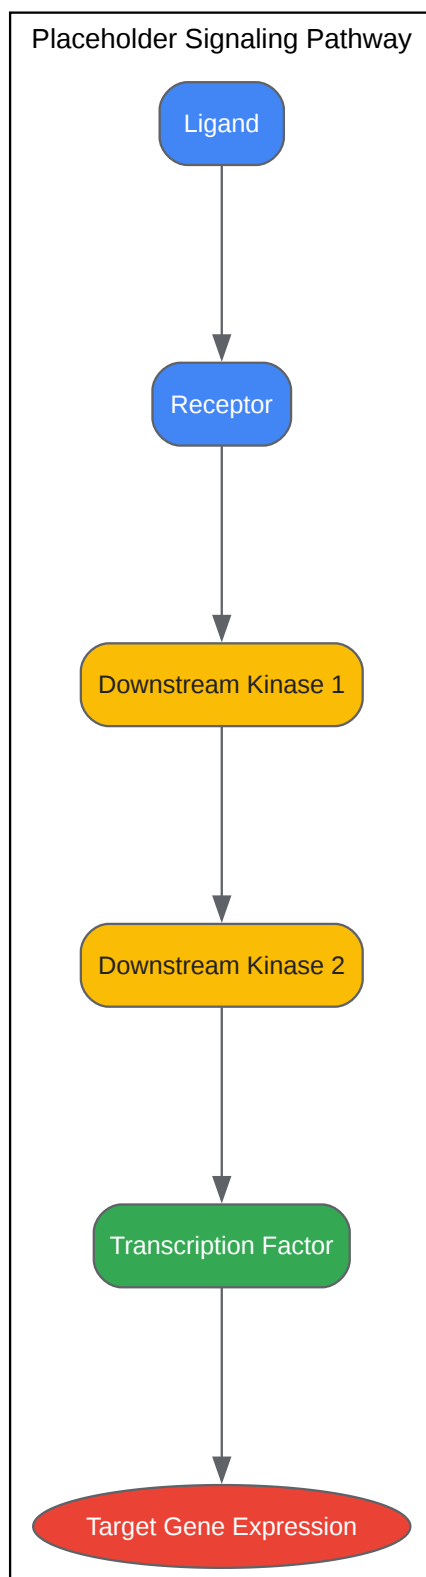 Placeholder Signaling Pathway
Ligand
Receptor
Downstream Kinase 1
Downstream Kinase 2
Transcription Factor
Target Gene Expression